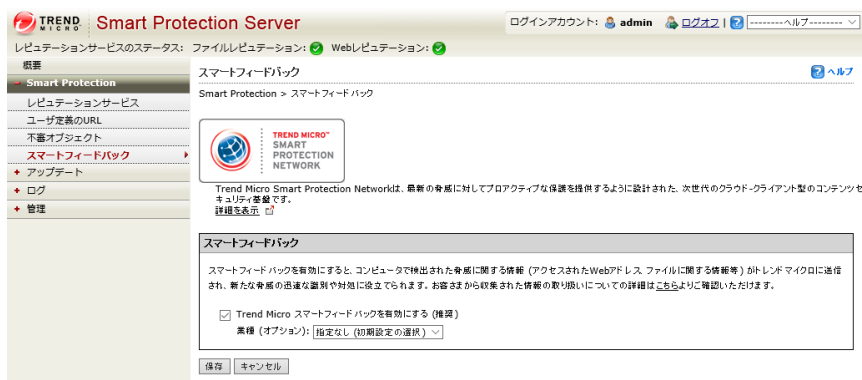 TREND MICRO Smart Protection Server
ログインアカウント: admin ログオフ | --------ヘルプ--------
レピュテーションサービスのステータス: ファイルレピュテーション: Webレピュテーション:
概要
Smart Protection
レピュテーションサービス
ユーザ定義のURL
不審オブジェクト
スマートフィードバック
アップデート
ログ
管理
スマートフィードバック
ヘルプ
Smart Protection > スマートフィードバック
TREND MICRO™
SMART
PROTECTION
NETWORK
Trend Micro Smart Protection Networkは、最新の脅威に対してプロアクティブな保護を提供するように設計された、次世代のクラウド-クライアント型のコンテンツセ
キュリティ基盤です。
詳細を表示
スマートフィードバック
スマートフィードバックを有効にすると、コンピュータで検出された脅威に関する情報 (アクセスされたWebアドレス、ファイルに関する情報等) がトレンドマイクロに送信
され、新たな脅威の迅速な識別や対処に役立てられます。お客さまから収集された情報の取り扱いについての詳細はこちらよりご確認いただけます。
Trend Micro スマートフィードバックを有効にする (推奨)
業種 (オプション): 指定なし (初期設定の選択)
保存 キャンセル